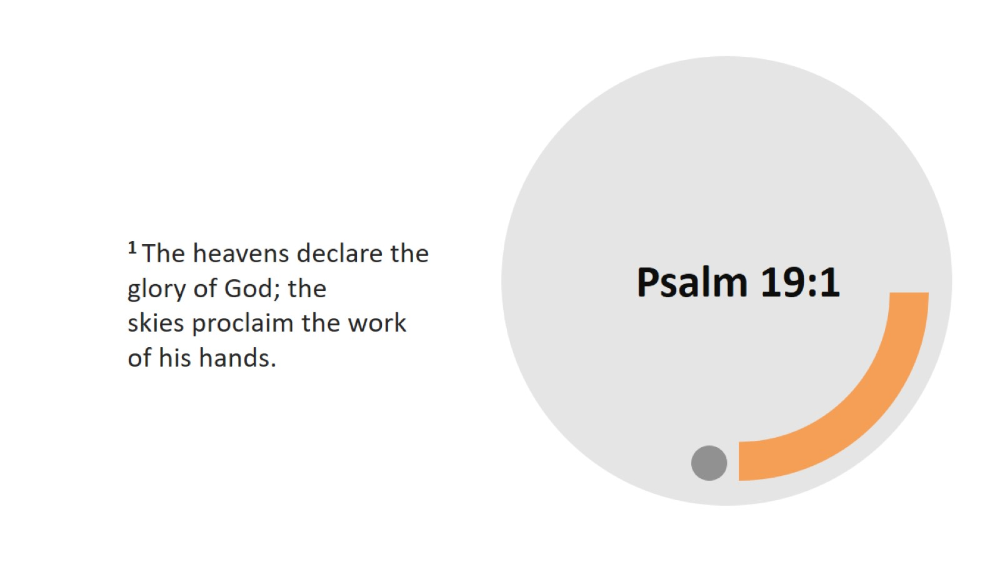 1 The heavens declare the
glory of God; the
skies proclaim the work
of his hands.
Psalm 19:1